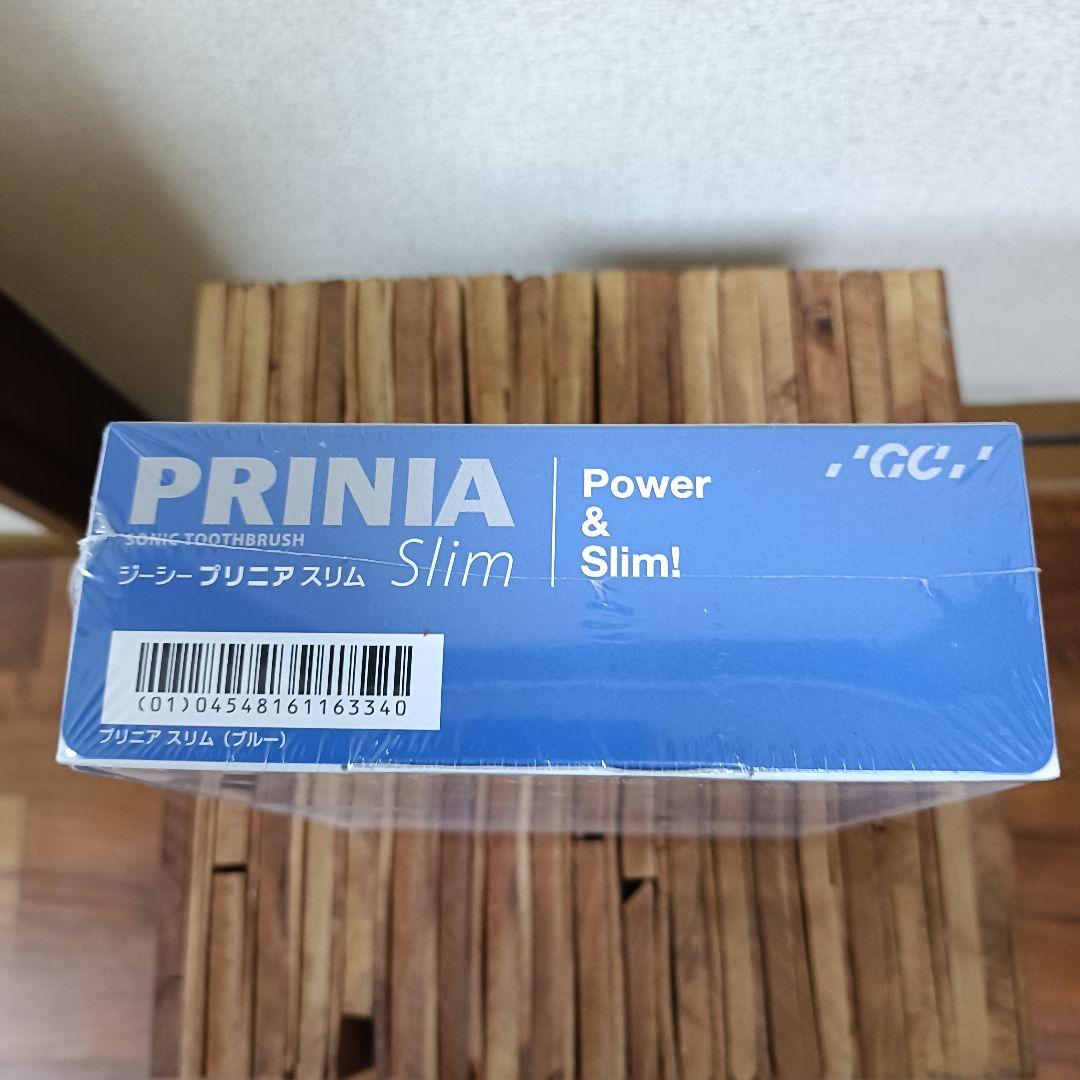 PRINIA
SONIC TOOTHBRUSH
ジーシー プリニア スリム Slim
Power
&
Slim!
GC
(01)04548161163340
プリニア スリム (ブルー)